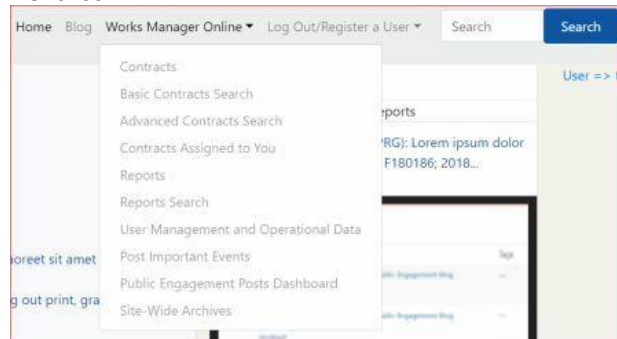 Home Blog Works Manager Online Log Out/Register a User Search Search
Contracts
User =>
Basic Contracts Search
Advanced Contracts Search
eports
Contracts Assigned to You
PRG): Lorem ipsum dolor
Reports
F180186; 2018...
Reports Search
User Management and Operational Data
oreet sit amet
Post Important Events
Tags
Public Engagement Posts Dashboard
g out print, gra
Site-Wide Archives